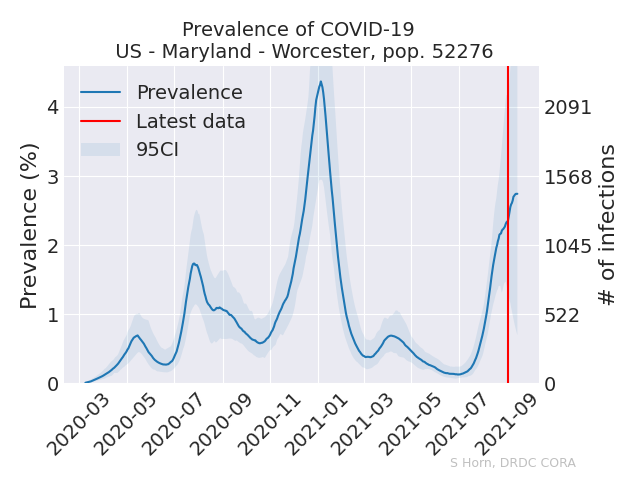 Prevalence of COVID-19
US - Maryland - Worcester, pop. 52276
Prevalence
Latest data
95CI
Prevalence (%)
4
3
2
1
0
2091
1568
1045
522
0
# of infections
2020-03
2020-05
2020-07
2020-09
2020-11
2021-01
2021-03
2021-05
2021-07
2021-09
S Horn, DRDC CORA